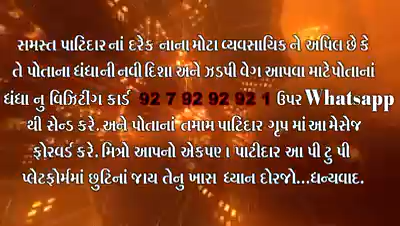 સમસ્ત પાટિદાર નાં દરેક નાના મોટા વ્યવસાયિક ને અપિલ છે કે
તે પોતાના ધંધાની નવી દિશા અને ઝડપી વેગ આપવા માટેપોતાનાં
ધંધા નુ વિઝિટીંગ કાર્ડ 92 7 92 92 92 1 ઉપર Whatsapp
થી સેન્ડ કરે. અને પોતાનાં તમામ પાટિદાર ગૃપ માં આ મેસેજ
ફોરવર્ડ કરે. મિત્રો આપનો એકપણ । પાટીદાર આ પી ટુ પી
પ્લેટફોર્મમાં છુટિનાં જાય તેનુ ખાસ ધ્યાન દોરજો...ધન્યવાદ.